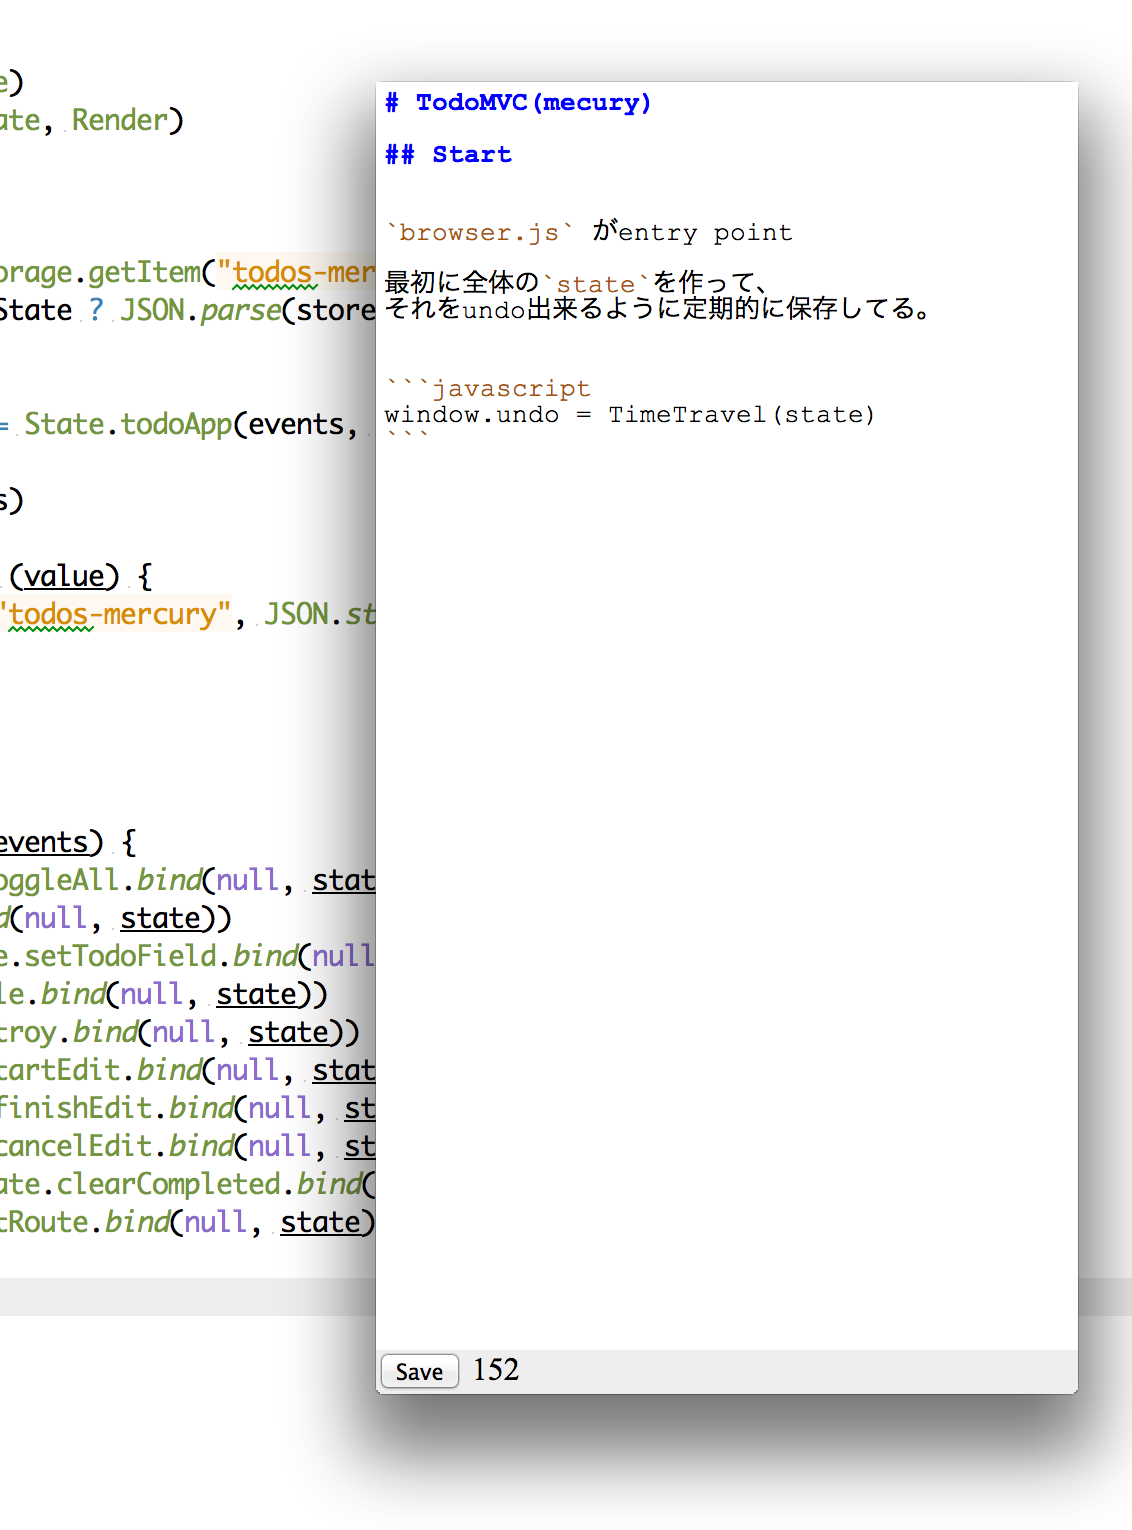 e)
ate, Render)
orage.getItem("todos-mer
State ? JSON.parse(store
= State.todoApp(events,
s)
(value) {
"todos-mercury", JSON.st
events) {
oggleAll.bind(null, stat
d(null, state))
e.setTodoField.bind(null
le.bind(null, state))
troy.bind(null, state))
tartEdit.bind(null, stat
finishEdit.bind(null, st
cancelEdit.bind(null, st
ate.clearCompleted.bind(
tRoute.bind(null, state)
# TodoMVC(mecury)
## Start
`browser.js` がentry point
最初に全体の`state`を作って、
それをundo出来るように定期的に保存してる。
```javascript
window.undo = TimeTravel(state)
```
Save 152